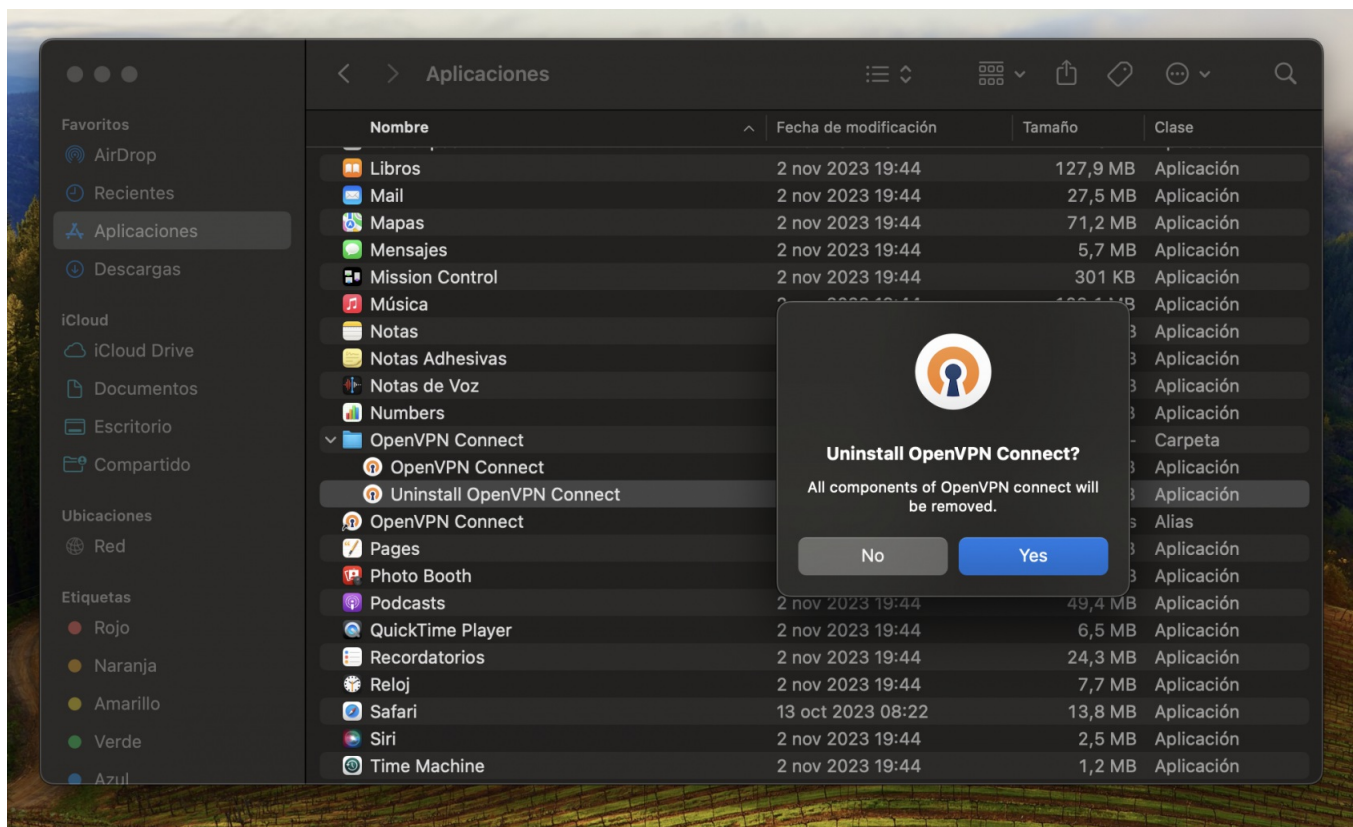 Aplicaciones
Favoritos
AirDrop
Recientes
Aplicaciones
Descargas
iCloud
iCloud Drive
Documentos
Escritorio
Compartido
Ubicaciones
Red
Etiquetas
Rojo
Naranja
Amarillo
Verde
Azul
Nombre Fecha de modificación Tamaño Clase
Libros 2 nov 2023 19:44 127,9 MB Aplicación
Mail 2 nov 2023 19:44 27,5 MB Aplicación
Mapas 2 nov 2023 19:44 71,2 MB Aplicación
Mensajes 2 nov 2023 19:44 5,7 MB Aplicación
Mission Control 2 nov 2023 19:44 301 KB Aplicación
Música Aplicación
Notas Aplicación
Notas Adhesivas Aplicación
Notas de Voz Aplicación
Numbers Aplicación
OpenVPN Connect Carpeta
OpenVPN Connect Aplicación
Uninstall OpenVPN Connect Aplicación
OpenVPN Connect Alias
Pages Aplicación
Photo Booth Aplicación
Podcasts 2 nov 2023 19:44 49,4 MB Aplicación
QuickTime Player 2 nov 2023 19:44 6,5 MB Aplicación
Recordatorios 2 nov 2023 19:44 24,3 MB Aplicación
Reloj 2 nov 2023 19:44 7,7 MB Aplicación
Safari 13 oct 2023 08:22 13,8 MB Aplicación
Siri 2 nov 2023 19:44 2,5 MB Aplicación
Time Machine 2 nov 2023 19:44 1,2 MB Aplicación
Uninstall OpenVPN Connect?
All components of OpenVPN connect will
be removed.
No Yes